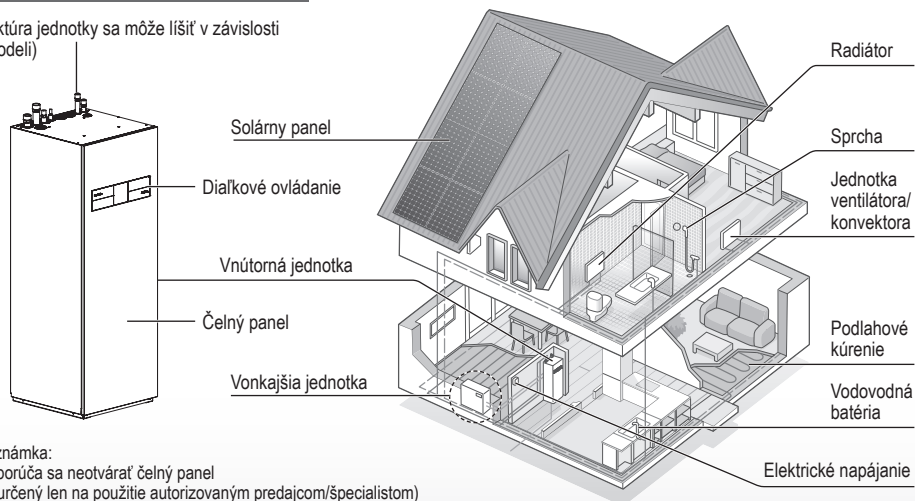 ktúra jednotky sa môže líšiť v závislosti
odeli)
Solárny panel
Diaľkové ovládanie
Vnútorná jednotka
Čelný panel
Vonkajšia jednotka
Radiátor
Sprcha
Jednotka
ventilátora/
konvektora
Podlahové
kúrenie
Vodovodná
batéria
Elektrické napájanie
známka:
porúča sa neotvárať čelný panel
určený len na použitie autorizovaným predajcom/špecialistom)